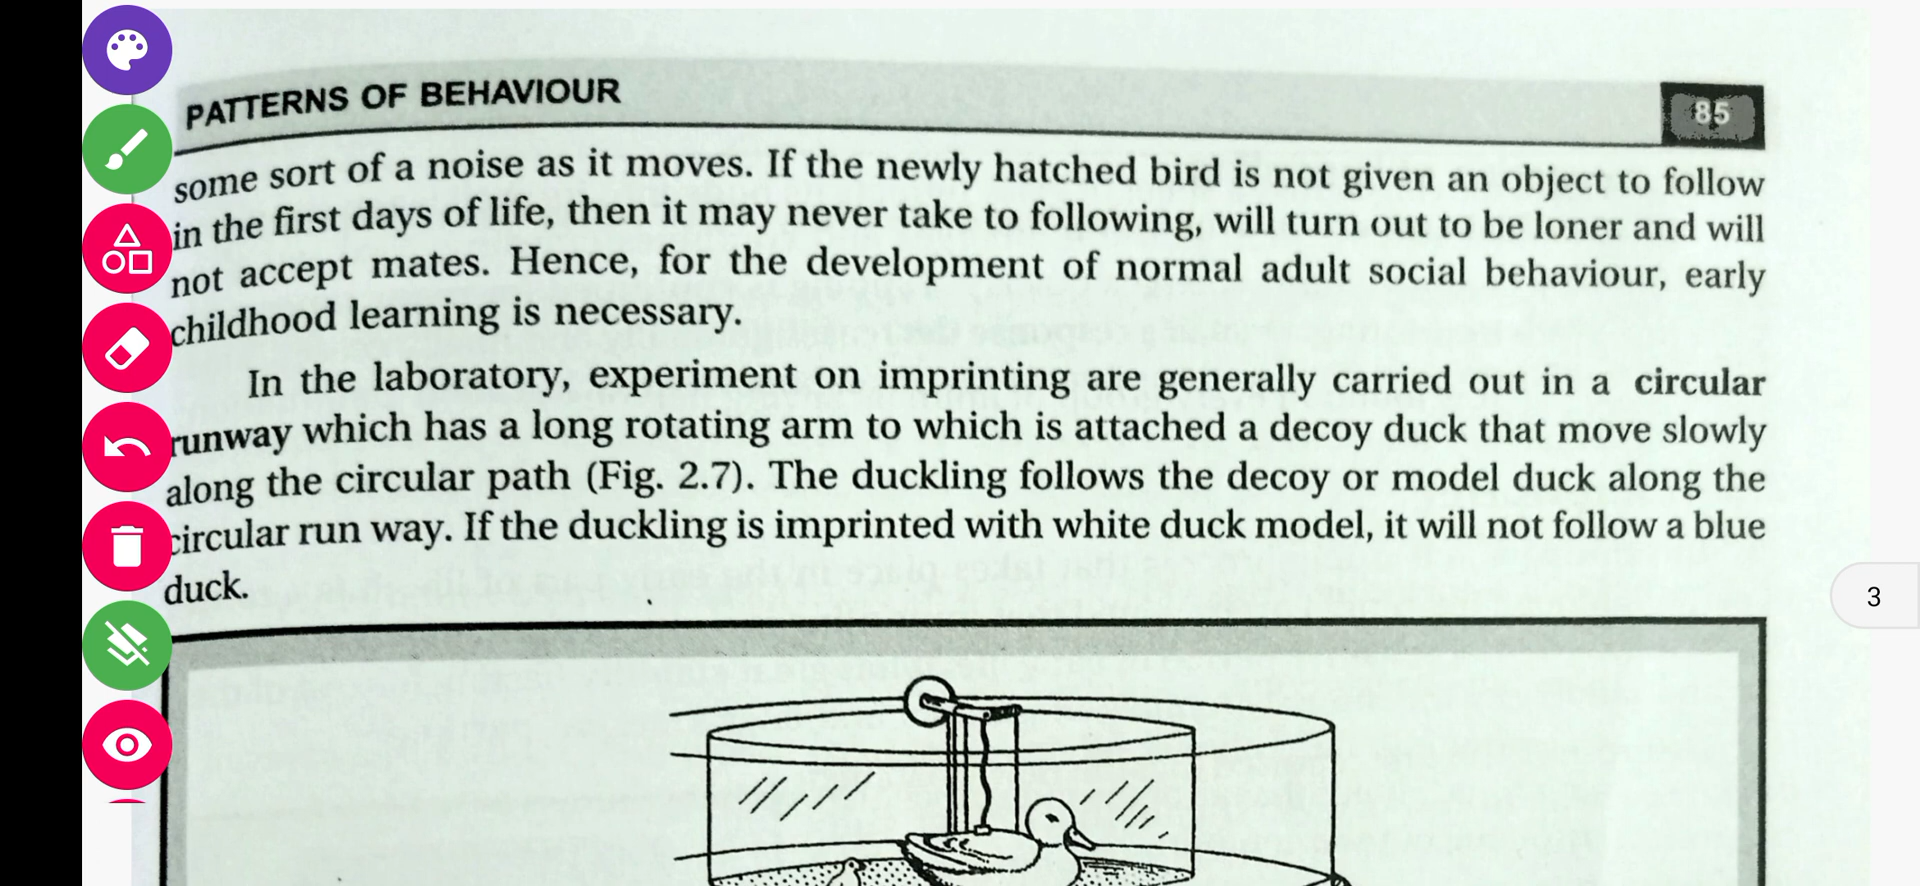 PATTERNS OF BEHAVIOUR
85
some sort of a noise as it moves. If the newly hatched bird is not given an object to follow
in the first days of life, then it may never take to following, will turn out to be loner and will
not accept mates. Hence, for the development of normal adult social behaviour, early
childhood learning is necessary.
In the laboratory, experiment on imprinting are generally carried out in a circular
runway which has a long rotating arm to which is attached a decoy duck that move slowly
along the circular path (Fig. 2.7). The duckling follows the decoy or model duck along the
circular run way. If the duckling is imprinted with white duck model, it will not follow a blue
duck.
3